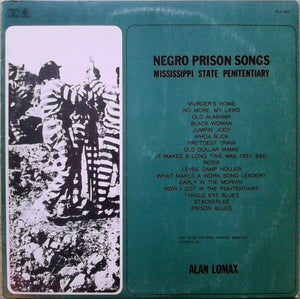 NEGRO PRISON SONGS
MISSISSIPPI STATE PENITENTIARY
MURDER'S HOME
NO MORE, MY LAWD
OLD ALABAMA
BLACK WOMAN
JUMPIN' JUDY
WHOA BUCK
PRETTIEST TRAIN
OLD DOLLAR MAMIE
IT MAKES A LONG TIME MAN FEEL BAD
ROSIE
LEVEE CAMP HOLLER
WHAT MAKES A WORK SONG LEADER?
EARLY IN THE MORNIN'
HOW I GOT IN THE PENITENTIARY
TANGLE EYE BLUES
STACKERLEE
PRISON BLUES
ALAN LOMAX